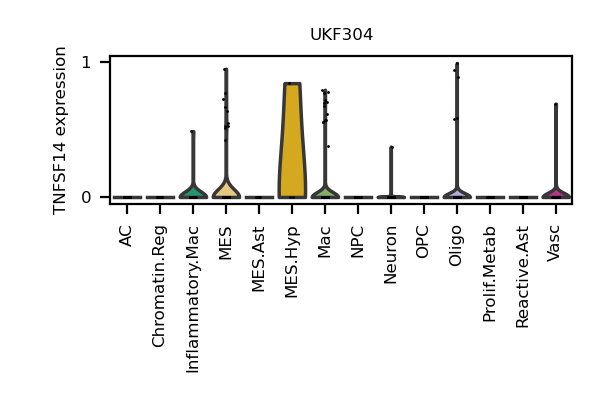 UKF304
TNFSF14 expression
1
0
AC
Chromatin.Reg
Inflammatory.Mac
MES
MES.Ast
MES.Hyp
Mac
NPC
Neuron
OPC
Oligo
Prolif.Metab
Reactive.Ast
Vasc